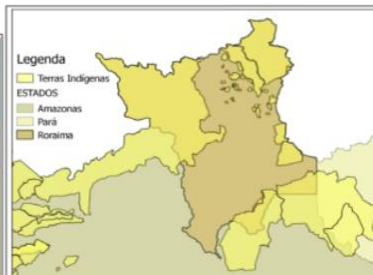 Legenda
Terras Indígenas
ESTADOS
Amazonas
Pará
Roraima